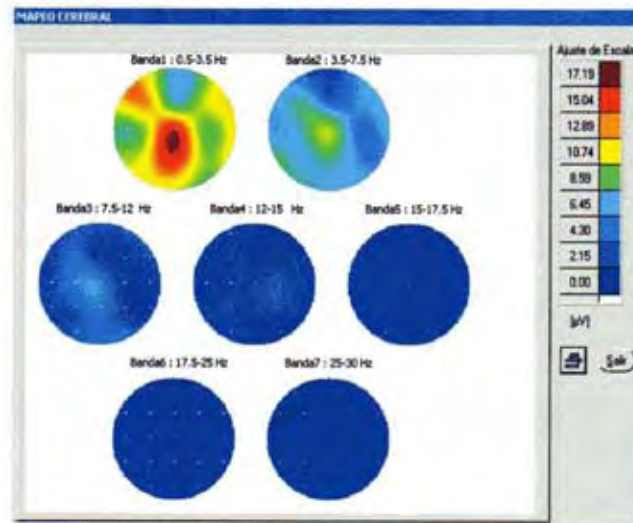 MAPEO CEREBRAL
Banda1 : 0.5-3.5 Hz
Banda2 : 3.5-7.5 Hz
Banda3 : 7.5-12 Hz
Banda4 : 12-15 Hz
Banda5 : 15-17.5 Hz
Banda6 : 17.5-25 Hz
Banda7 : 25-30 Hz
Ajuste de Escala
17.19
15.04
12.89
10.74
8.59
6.45
4.30
2.15
0.00
[µV]
Salir